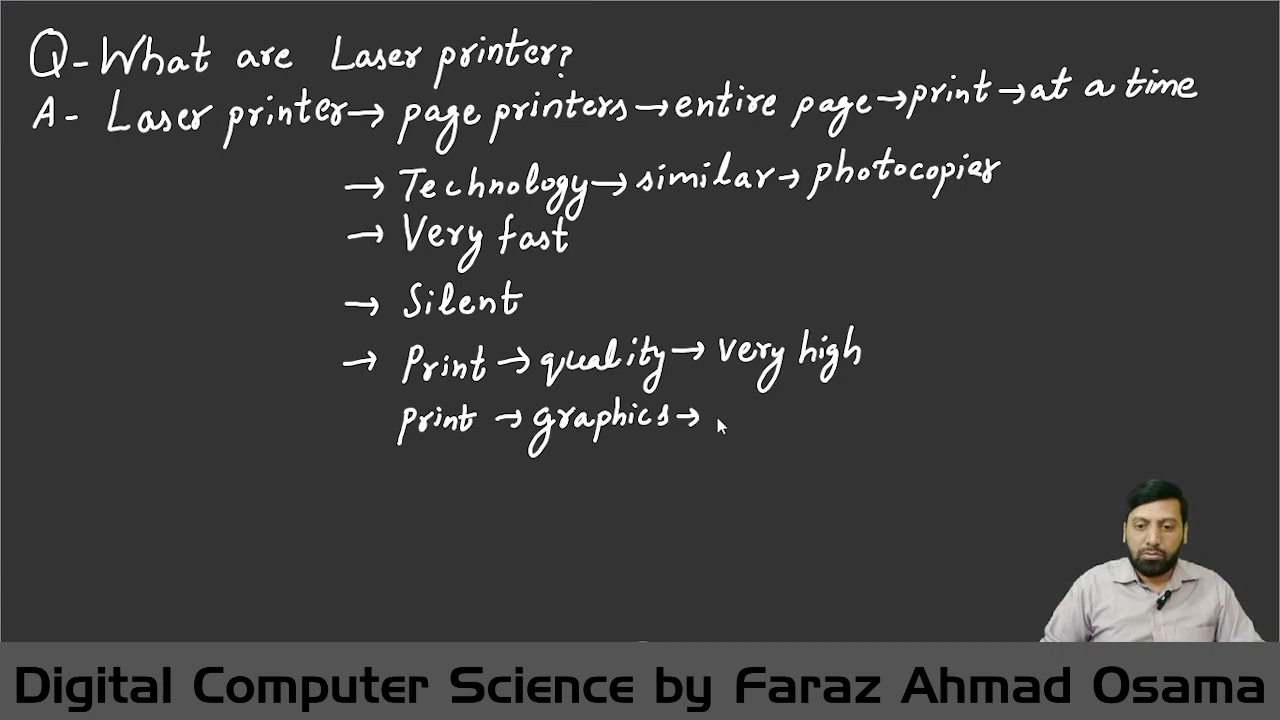 Q- What are Laser printer?
A- Laser printer→ page printers→entire page→print→at a time
→ Technology→similar→photocopier
→ Very fast
→ Silent
→ Print→quality→very high
print→graphics→
Digital Computer Science by Faraz Ahmad Osama